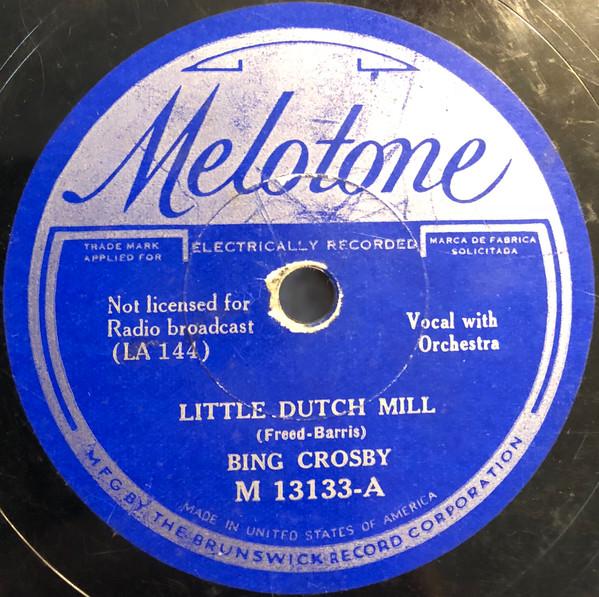 Melotone
TRADE MARK
APPLIED FOR
ELECTRICALLY RECORDED
MARCA DE FABRICA
SOLICITADA
Not licensed for
Radio broadcast
(LA 144)
Vocal with
Orchestra
LITTLE DUTCH MILL
(Freed-Barris)
BING CROSBY
M 13133-A
MADE IN UNITED STATES OF AMERICA
MFG BY THE BRUNSWICK RECORD CORPORATION